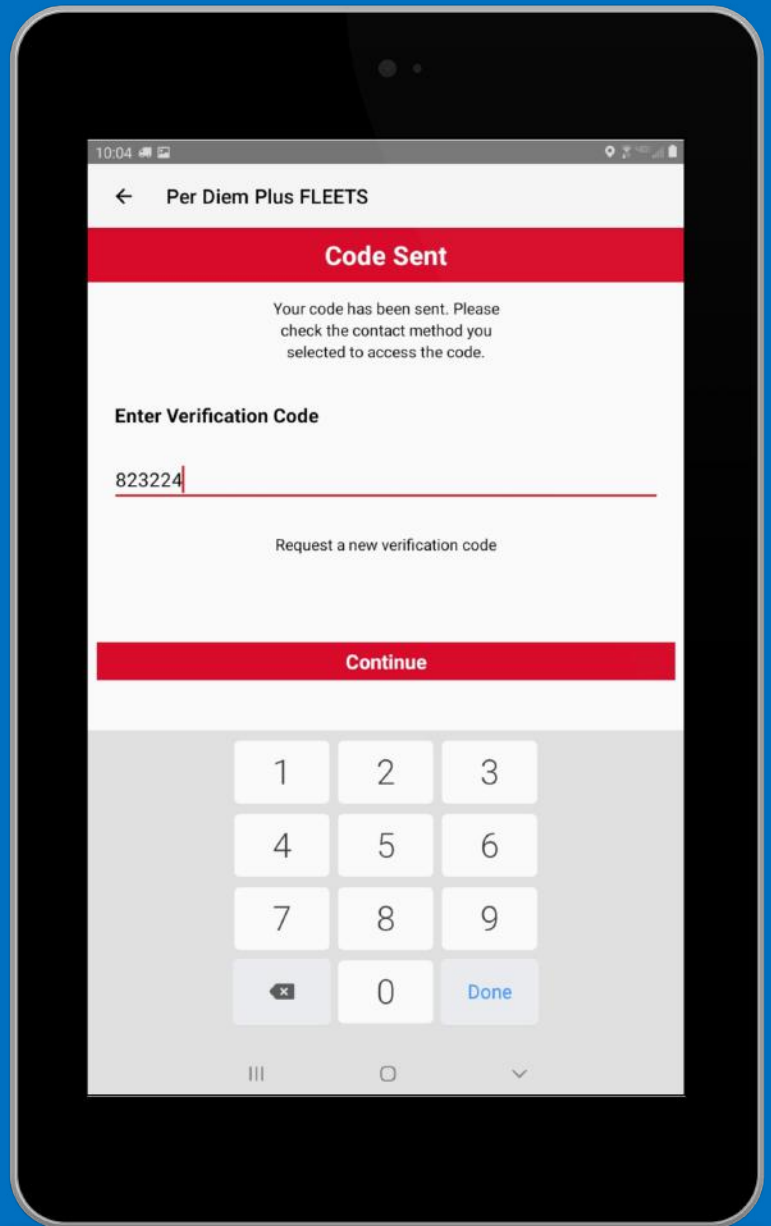 10:04
Per Diem Plus FLEETS
Code Sent
Your code has been sent. Please
check the contact method you
selected to access the code.
Enter Verification Code
823224
Request a new verification code
Continue
1 2 3
4 5 6
7 8 9
0 Done